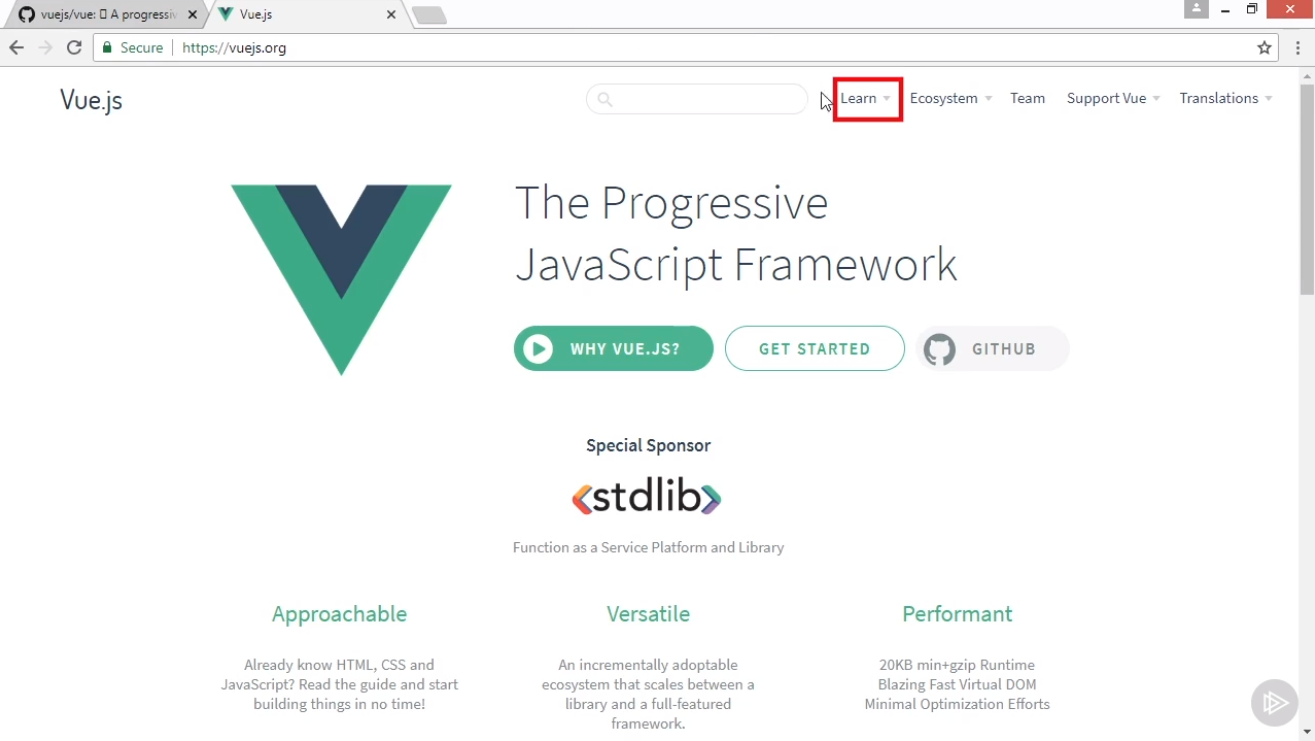 vuejs/vue: A progressiv
Vue.js
Secure
https://vuejs.org
Vue.js
Learn
Ecosystem
Team
Support Vue
Translations
The Progressive
JavaScript Framework
WHY VUE.JS?
GET STARTED
GITHUB
Special Sponsor
<stdlib>
Function as a Service Platform and Library
Approachable
Already know HTML, CSS and
JavaScript? Read the guide and start
building things in no time!
Versatile
An incrementally adoptable
ecosystem that scales between a
library and a full-featured
framework.
Performant
20KB min+gzip Runtime
Blazing Fast Virtual DOM
Minimal Optimization Efforts